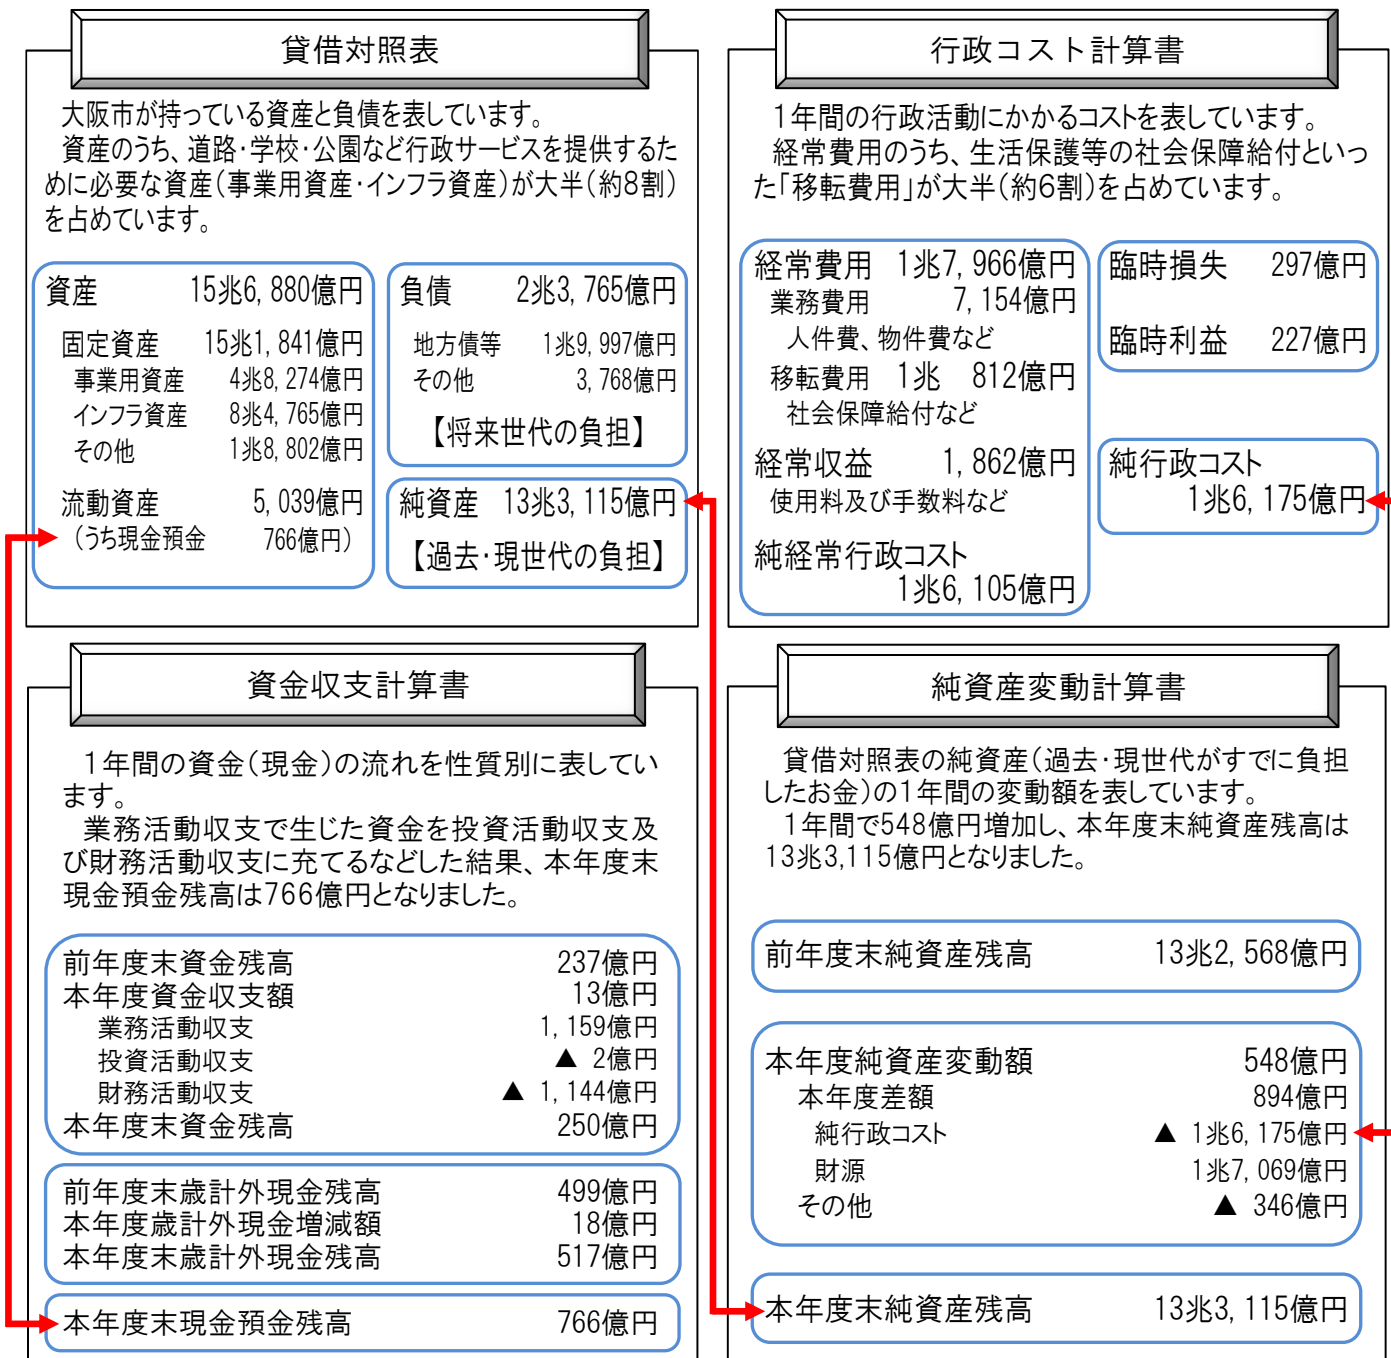 貸借対照表
大阪市が持っている資産と負債を表しています。
資産のうち、道路・学校・公園など行政サービスを提供するた
めに必要な資産(事業用資産・インフラ資産)が大半(約8割)
を占めています。
資産 15兆6,880億円
固定資産 15兆1,841億円
事業用資産 4兆8,274億円
インフラ資産 8兆4,765億円
その他 1兆8,802億円
流動資産 5,039億円
(うち現金預金 766億円)
負債 2兆3,765億円
地方債等 1兆9,997億円
その他 3,768億円
【将来世代の負担】
純資産 13兆3,115億円
【過去・現世代の負担】
行政コスト計算書
1年間の行政活動にかかるコストを表しています。
経常費用のうち、生活保護等の社会保障給付といっ
た「移転費用」が大半(約6割)を占めています。
経常費用 1兆7,966億円
業務費用 7,154億円
人件費、物件費など
移転費用 1兆 812億円
社会保障給付など
経常収益 1,862億円
使用料及び手数料など
純経常行政コスト
1兆6,105億円
臨時損失 297億円
臨時利益 227億円
純行政コスト
1兆6,175億円
資金収支計算書
1年間の資金(現金)の流れを性質別に表してい
ます。
業務活動収支で生じた資金を投資活動収支及
び財務活動収支に充てるなどした結果、本年度末
現金預金残高は766億円となりました。
前年度末資金残高 237億円
本年度資金収支額 13億円
業務活動収支 1,159億円
投資活動収支 ▲ 2億円
財務活動収支 ▲ 1,144億円
本年度末資金残高 250億円
前年度末歳計外現金残高 499億円
本年度歳計外現金増減額 18億円
本年度末歳計外現金残高 517億円
本年度末現金預金残高 766億円
純資産変動計算書
貸借対照表の純資産(過去・現世代がすでに負担
したお金)の1年間の変動額を表しています。
1年間で548億円増加し、本年度末純資産残高は
13兆3,115億円となりました。
前年度末純資産残高 13兆2,568億円
本年度純資産変動額 548億円
本年度差額 894億円
純行政コスト ▲ 1兆6,175億円
財源 1兆7,069億円
その他 ▲ 346億円
本年度末純資産残高 13兆3,115億円